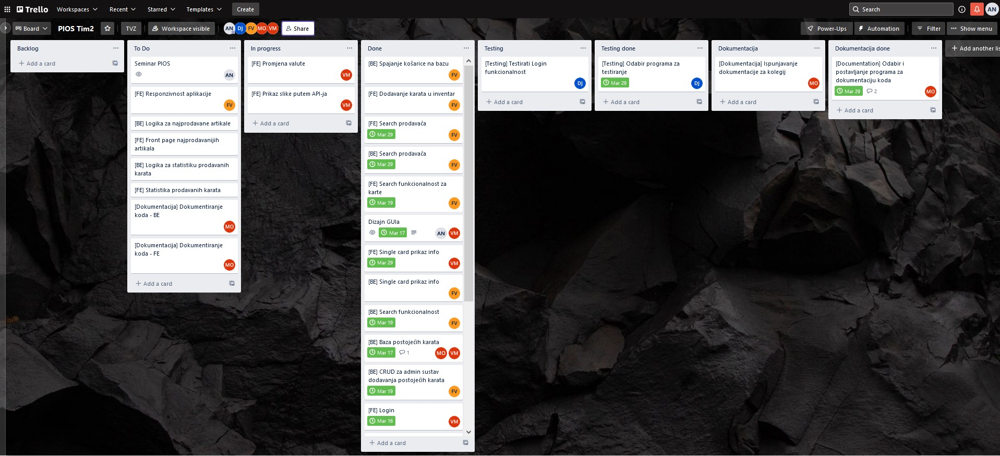 Trello
Workspaces
Recent
Starred
Templates
Create
Search
AN
Board
PIOS Tim2
TVZ
Workspace visible
AN
DJ
FV
MO
VM
Share
Power-Ups
Automation
Filter
Show menu
Backlog
Add a card
To Do
Seminar PIOS
AN
[FE] Responzivnost aplikacije
FV
[BE] Logika za najprodavane artikale
[FE] Front page najprodavanijih
artikala
[BE] Logika za statistiku prodavanih
karata
[FE] Statistika prodavanih karata
[Dokumentacija] Dokumentiranje
koda - BE
MO
[Dokumentacija] Dokumentiranje
koda - FE
MO
Add a card
In progress
[FE] Promjena valute
VM
[FE] Prikaz slike putem API-ja
VM
Add a card
Done
[BE] Spajanje košarice na bazu
FV
[FE] Dodavanje karata u inventar
FV
[FE] Search prodavača
Mar 29
FV
[BE] Search prodavača
Mar 29
FV
[FE] Search funkcionalnost za
karte
Mar 19
FV
Dizajn GUIa
Mar 17
AN
VM
[FE] Single card prikaz info
Mar 29
VM
[BE] Single card prikaz info
FV
[BE] Search funkcionalnost
Mar 19
FV
[BE] Baza postojećih karata
Mar 17
1
MO
VM
[BE] CRUD za admin sustav
dodavanja postojećih karata
Mar 19
FV
[FE] Login
Mar 16
VM
Add a card
Testing
[Testing] Testirati Login
funkcionalnost
DJ
Add a card
Testing done
[Testing] Odabir programa za
testiranje
Mar 29
DJ
Add a card
Dokumentacija
[Dokumentacija] Ispunjavanje
dokumentacije za kolegij
MO
Add a card
Dokumentacija done
[Documentation] Odabir i
postavljanje programa za
dokumentaciju koda
Mar 29
2
MO
Add a card
Add another lis